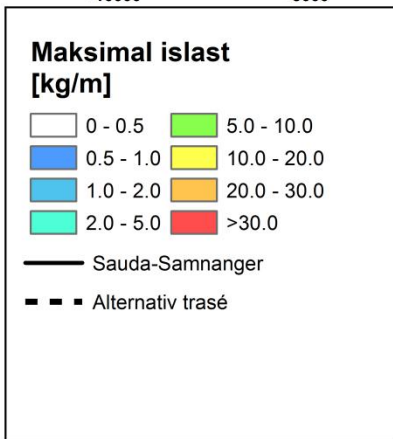 Maksimal islast
[kg/m]
0 - 0.5
5.0 - 10.0
0.5 - 1.0
10.0 - 20.0
1.0 - 2.0
20.0 - 30.0
2.0 - 5.0
>30.0
Sauda-Samnanger
Alternativ trasé